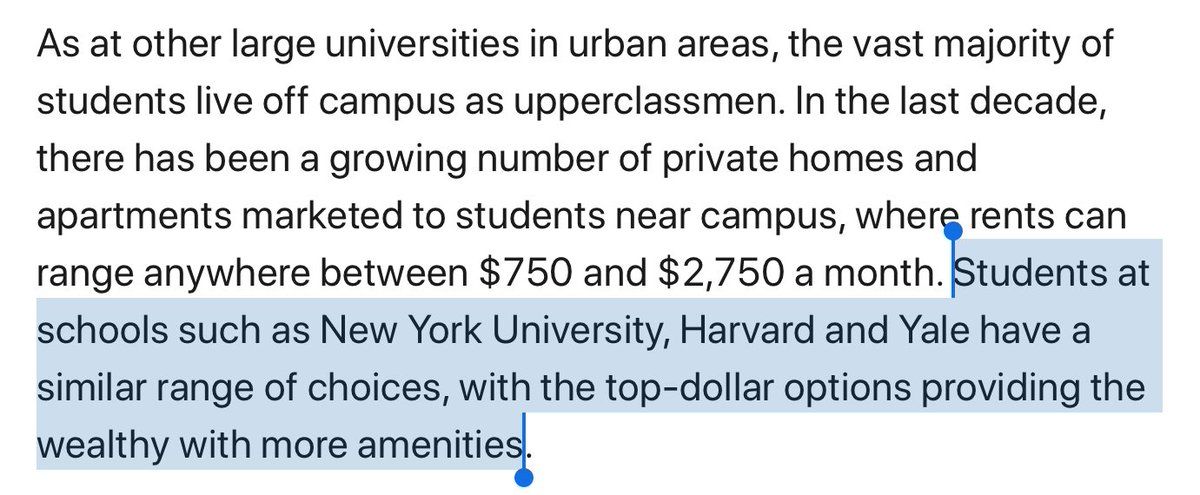 As at other large universities in urban areas, the vast majority of
students live off campus as upperclassmen. In the last decade,
there has been a growing number of private homes and
apartments marketed to students near campus, where rents can
range anywhere between $750 and $2,750 a month. Students at
schools such as New York University, Harvard and Yale have a
similar range of choices, with the top-dollar options providing the
wealthy with more amenities.